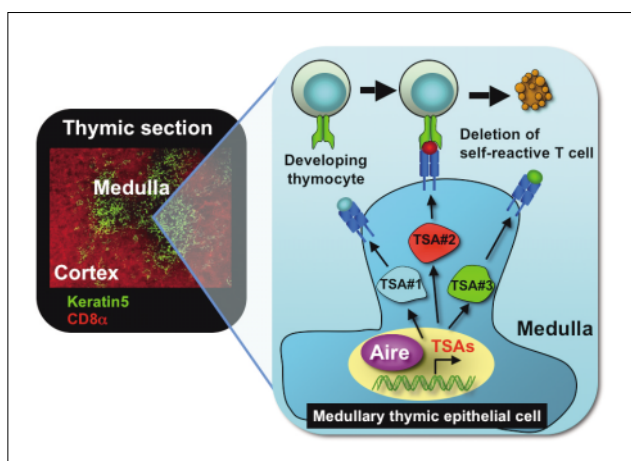 Thymic section
Medulla
Cortex
Keratin5
CD8α
Developing
thymocyte
Deletion of
self-reactive T cell
TSA#1
TSA#2
TSA#3
Medulla
Aire
TSAs
Medullary thymic epithelial cell